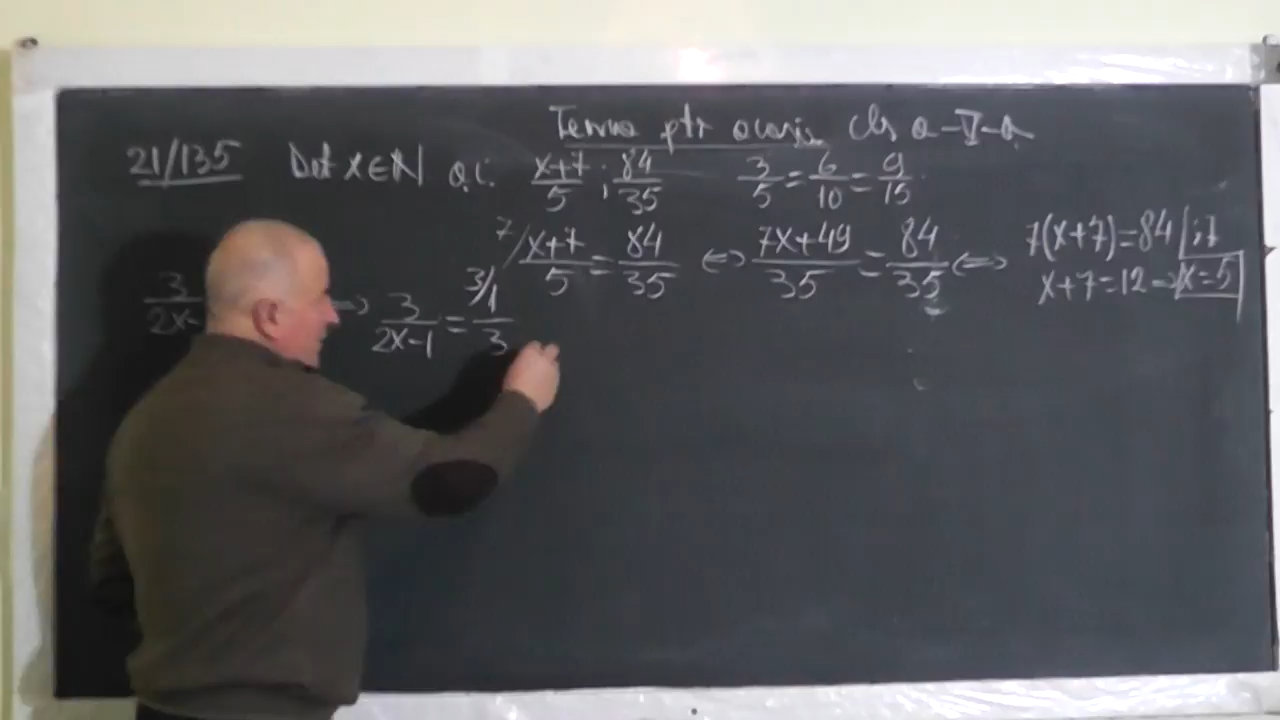 Tema ptr acasa cls a-V-a
21/135 Det x∈N a.i. x+7/5 ; 84/35 3/5 = 6/10 = 9/15
7/ x+7/5 = 84/35 ⇔ 7x+49/35 = 84/35 ⇔ 7(x+7)=84 |:7
x+7=12 ⇒ x=5
3/2x- ⇒ 3/2x-1 = 3/ 1/3